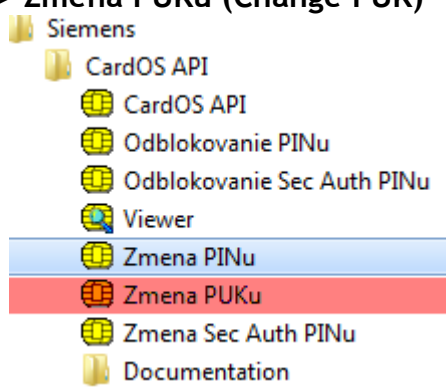 > Zmena PUKu (Change PUK)
Siemens
CardOS API
CardOS API
Odblokovanie PINu
Odblokovanie Sec Auth PINu
Viewer
Zmena PINu
Zmena PUKu
Zmena Sec Auth PINu
Documentation